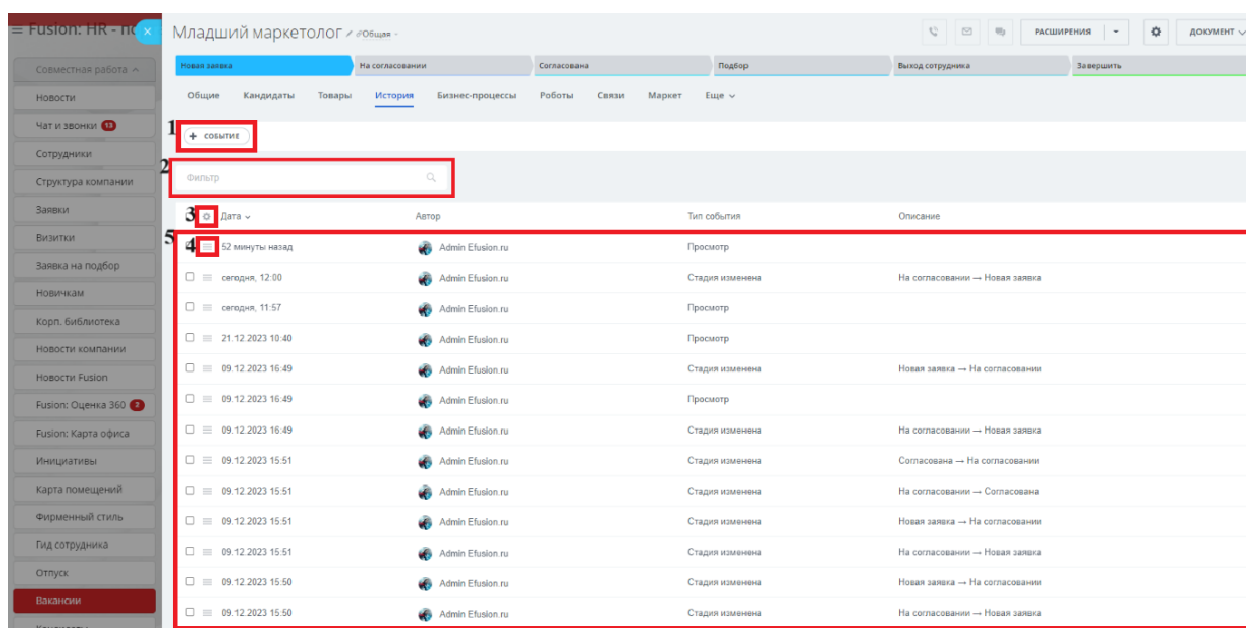 Fusion: HR - по
Младший маркетолог Общая
РАСШИРЕНИЯ ДОКУМЕНТ
Совместная работа
Новости
Чат и звонки 13
Сотрудники
Структура компании
Заявки
Визитки
Заявка на подбор
Новичкам
Корп. библиотека
Новости компании
Новости Fusion
Fusion: Оценка 360 2
Fusion: Карта офиса
Инициативы
Карта помещений
Фирменный стиль
Гид сотрудника
Отпуск
Вакансии
Новая заявка На согласовании Согласована Подбор Выход сотрудника Завершить
Общие Кандидаты Товары История Бизнес-процессы Роботы Связи Маркет Еще
1 + СОБЫТИЕ
2 Фильтр
3 Дата Автор Тип события Описание
5 4 52 минуты назад Admin Efusion.ru Просмотр
сегодня, 12:00 Admin Efusion.ru Стадия изменена На согласовании → Новая заявка
сегодня, 11:57 Admin Efusion.ru Просмотр
21.12.2023 10:40 Admin Efusion.ru Просмотр
09.12.2023 16:49 Admin Efusion.ru Стадия изменена Новая заявка → На согласовании
09.12.2023 16:49 Admin Efusion.ru Просмотр
09.12.2023 16:49 Admin Efusion.ru Стадия изменена На согласовании → Новая заявка
09.12.2023 15:51 Admin Efusion.ru Стадия изменена Согласована → На согласовании
09.12.2023 15:51 Admin Efusion.ru Стадия изменена На согласовании → Согласована
09.12.2023 15:51 Admin Efusion.ru Стадия изменена Новая заявка → На согласовании
09.12.2023 15:51 Admin Efusion.ru Стадия изменена На согласовании → Новая заявка
09.12.2023 15:50 Admin Efusion.ru Стадия изменена Новая заявка → На согласовании
09.12.2023 15:50 Admin Efusion.ru Стадия изменена На согласовании → Новая заявка